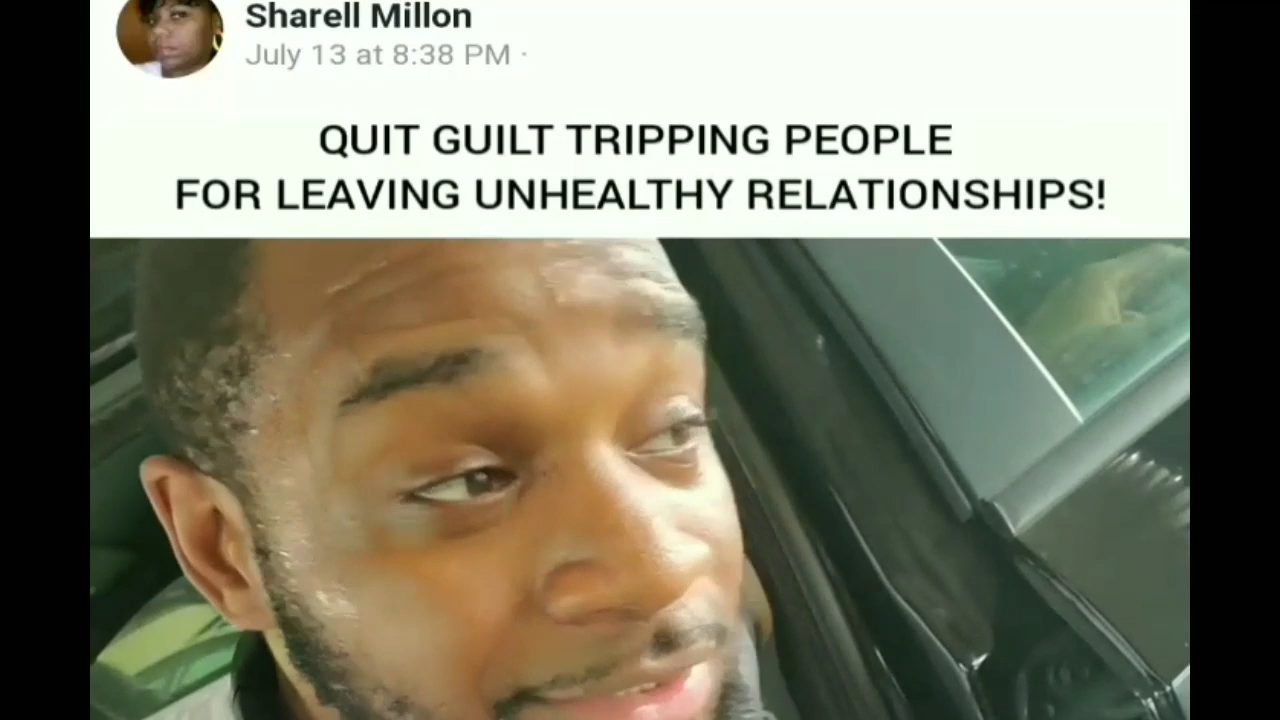 Sharell Millon
July 13 at 8:38 PM ·
QUIT GUILT TRIPPING PEOPLE
FOR LEAVING UNHEALTHY RELATIONSHIPS!